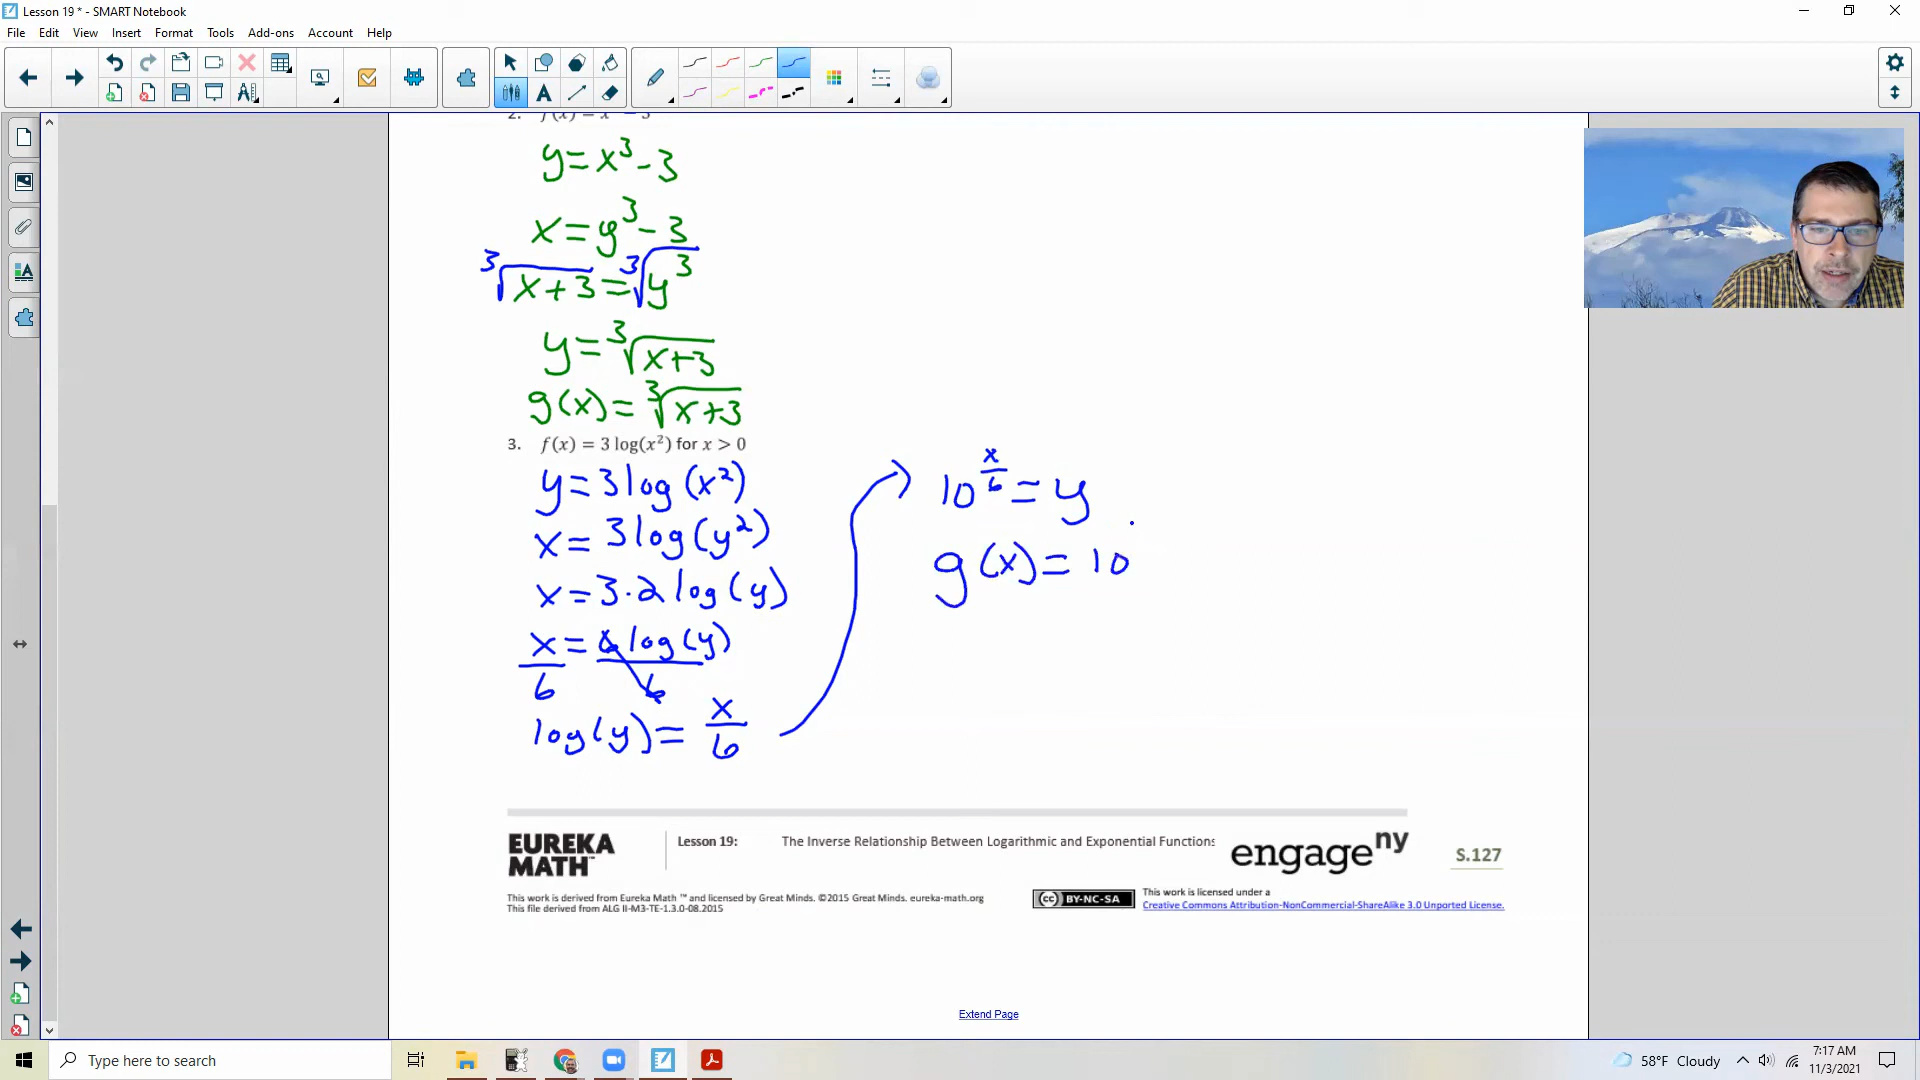 Lesson 19 * - SMART Notebook
File Edit View Insert Format Tools Add-ons Account Help
y = x³ - 3
x = y³ - 3
³√x+3 = ³√y³
y = ³√x+3
g(x) = ³√x+3
3. f(x) = 3 log(x²) for x > 0
y = 3 log (x²)
x = 3 log (y²)
x = 3·2 log (y)
x/6 = 6 log (y)/6
log(y) = x/6
10^(x/6) = y
g(x) = 10
EUREKA MATH™
Lesson 19: The Inverse Relationship Between Logarithmic and Exponential Functions
engage ny
S.127
This work is derived from Eureka Math ™ and licensed by Great Minds. ©2015 Great Minds. eureka-math.org
This file derived from ALG II-M3-TE-1.3.0-08.2015
CC BY-NC-SA
This work is licensed under a
Creative Commons Attribution-NonCommercial-ShareAlike 3.0 Unported License.
Extend Page
Type here to search
58°F Cloudy
7:17 AM
11/3/2021